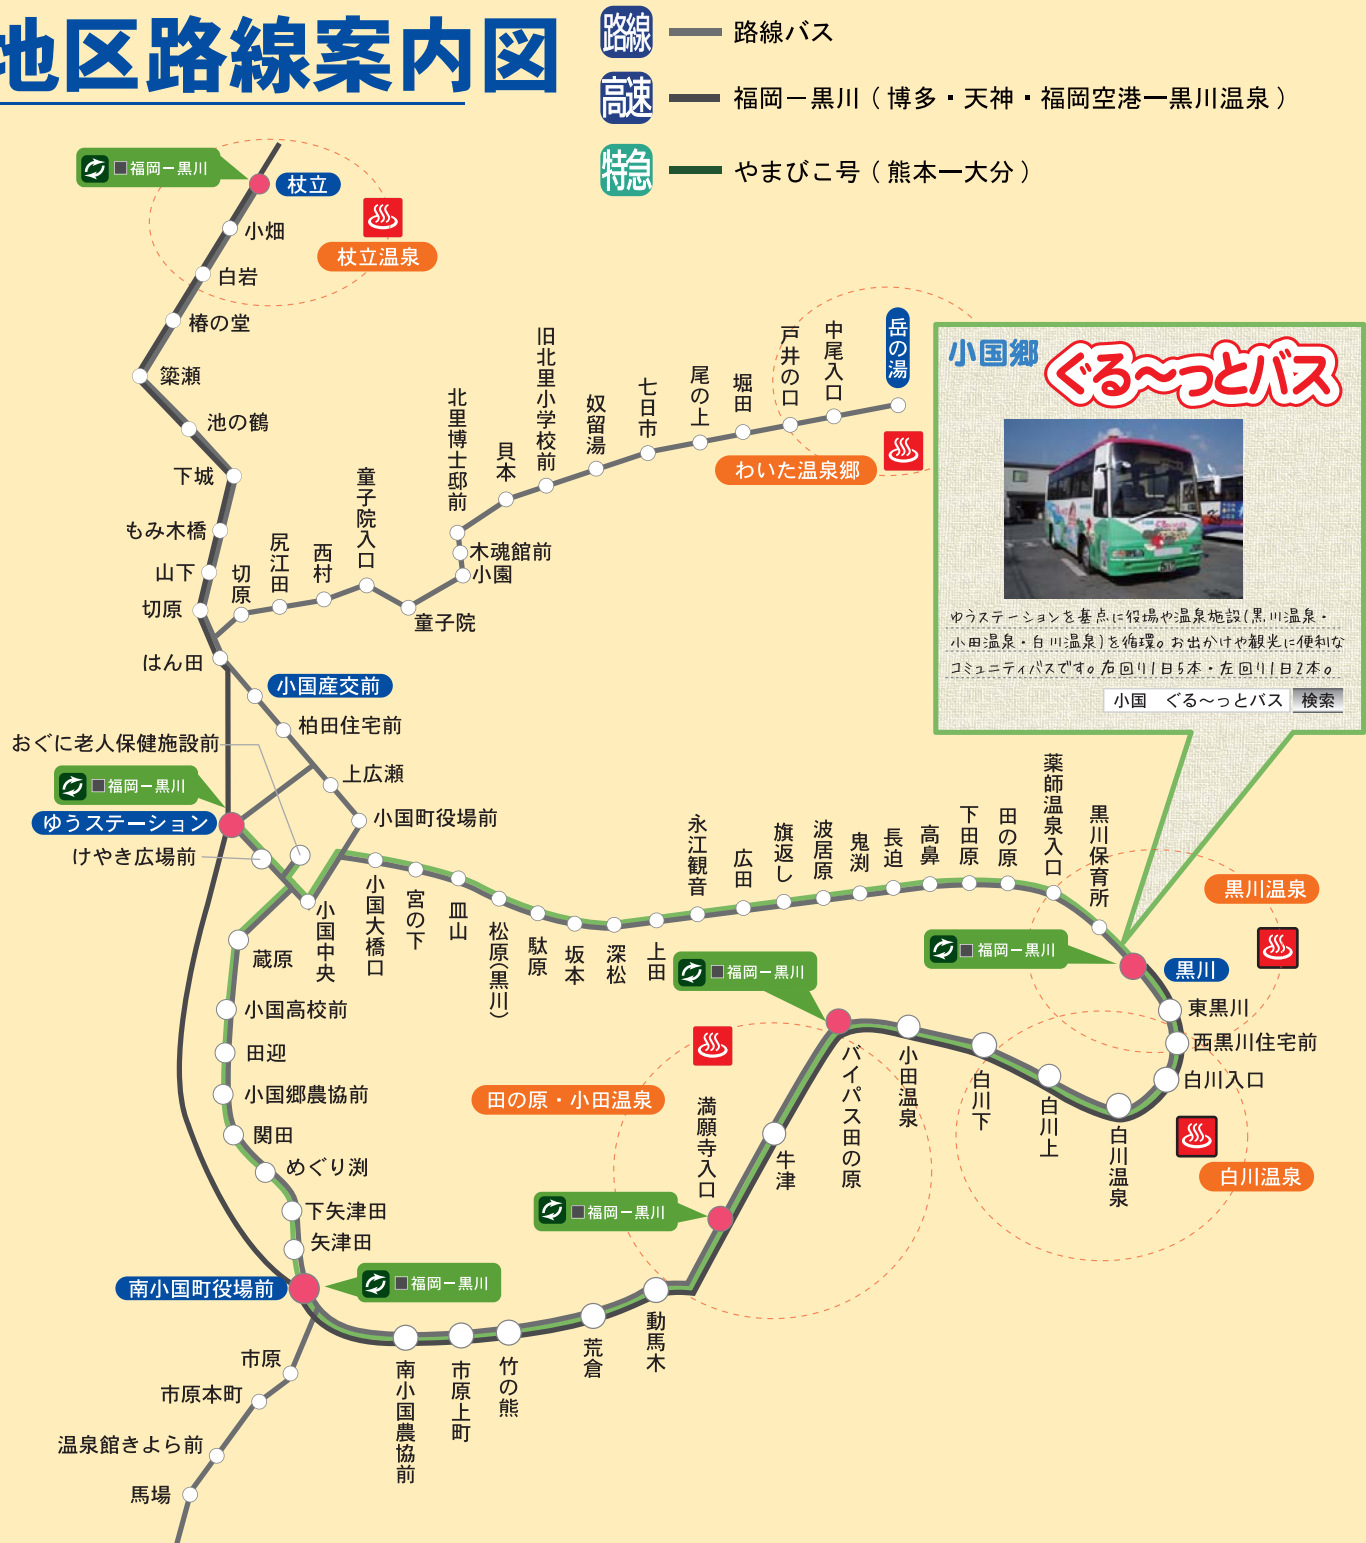 地区路線案内図
路線 路線バス
高速 福岡ー黒川（博多・天神・福岡空港ー黒川温泉）
特急 やまびこ号（熊本ー大分）
福岡ー黒川
杖立
小畑
杖立温泉
白岩
椿の堂
簗瀬
池の鶴
下城
もみ木橋
山下
切原
はん田
切原
尻江田
西村
童子院入口
童子院
小園
木魂館前
北里博士邸前
貝本
旧北里小学校前
奴留湯
七日市
尾の上
堀田
戸井の口
中尾入口
岳の湯
わいた温泉郷
小国郷
ぐる〜っとバス
ゆうステーションを基点に役場や温泉施設(黒川温泉・
小田温泉・白川温泉)を循環。お出かけや観光に便利な
コミュニティバスです。右回り1日5本・左回り1日2本。
小国 ぐる〜っとバス 検索
小国産交前
柏田住宅前
おぐに老人保健施設前
上広瀬
福岡ー黒川
ゆうステーション
小国町役場前
けやき広場前
小国中央
小国大橋口
宮の下
皿山
松原(黒川)
駄原
坂本
深松
上田
永江観音
広田
旗返し
波居原
鬼渕
長迫
高鼻
下田原
田の原
薬師温泉入口
黒川保育所
黒川温泉
福岡ー黒川
黒川
東黒川
西黒川住宅前
白川入口
白川温泉
白川温泉
白川上
白川下
小田温泉
福岡ー黒川
バイパス田の原
田の原・小田温泉
牛津
満願寺入口
福岡ー黒川
蔵原
小国高校前
田迎
小国郷農協前
関田
めぐり渕
下矢津田
矢津田
南小国町役場前
福岡ー黒川
動馬木
荒倉
竹の熊
市原上町
南小国農協前
市原
市原本町
温泉館きよら前
馬場